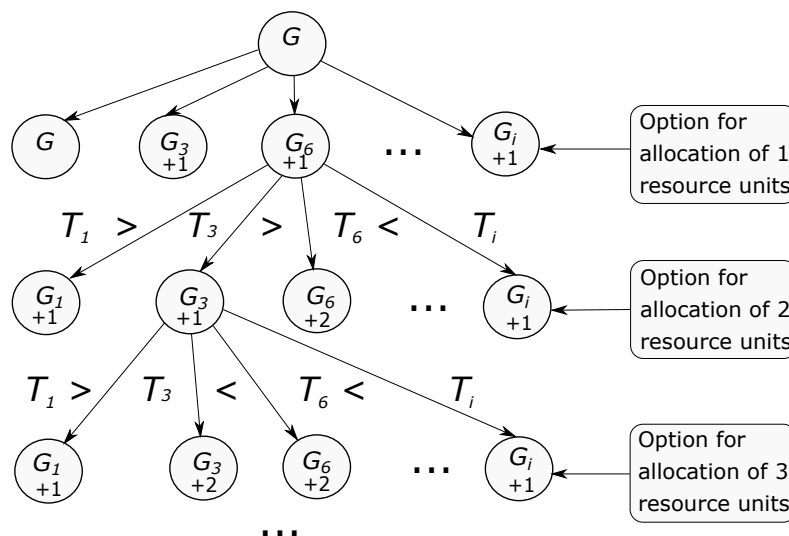 G
G G₃ +1 G₆ +1 ... Gᵢ +1
Option for
allocation of 1
resource units
T₁ > T₃ > T₆ < Tᵢ
G₁ +1 G₃ +1 G₆ +2 ... Gᵢ +1
Option for
allocation of 2
resource units
T₁ > T₃ < T₆ < Tᵢ
G₁ +1 G₃ +2 G₆ +2 ... Gᵢ +1
Option for
allocation of 3
resource units
...